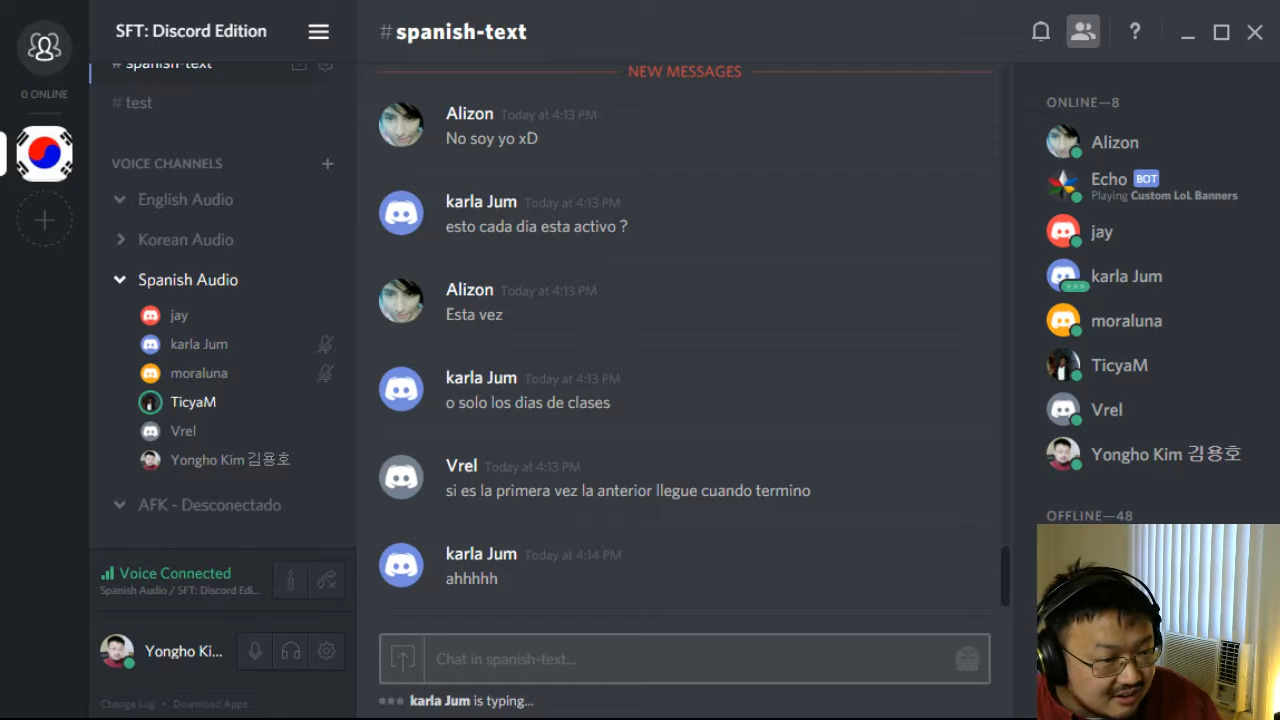 0 ONLINE
SFT: Discord Edition
# spanish-text
# test
VOICE CHANNELS
English Audio
Korean Audio
Spanish Audio
jay
karla Jum
moraluna
TicyaM
Vrel
Yongho Kim 김용호
AFK - Desconectado
Voice Connected
Spanish Audio / SFT: Discord Edi...
Yongho Ki...
Change Log • Download Apps
# spanish-text
NEW MESSAGES
Alizon Today at 4:13 PM
No soy yo xD
karla Jum Today at 4:13 PM
esto cada dia esta activo ?
Alizon Today at 4:13 PM
Esta vez
karla Jum Today at 4:13 PM
o solo los dias de clases
Vrel Today at 4:13 PM
si es la primera vez la anterior llegue cuando termino
karla Jum Today at 4:14 PM
ahhhhh
Chat in spanish-text...
karla Jum is typing...
ONLINE—8
Alizon
Echo BOT
Playing Custom LoL Banners
jay
karla Jum
moraluna
TicyaM
Vrel
Yongho Kim 김용호
OFFLINE—48